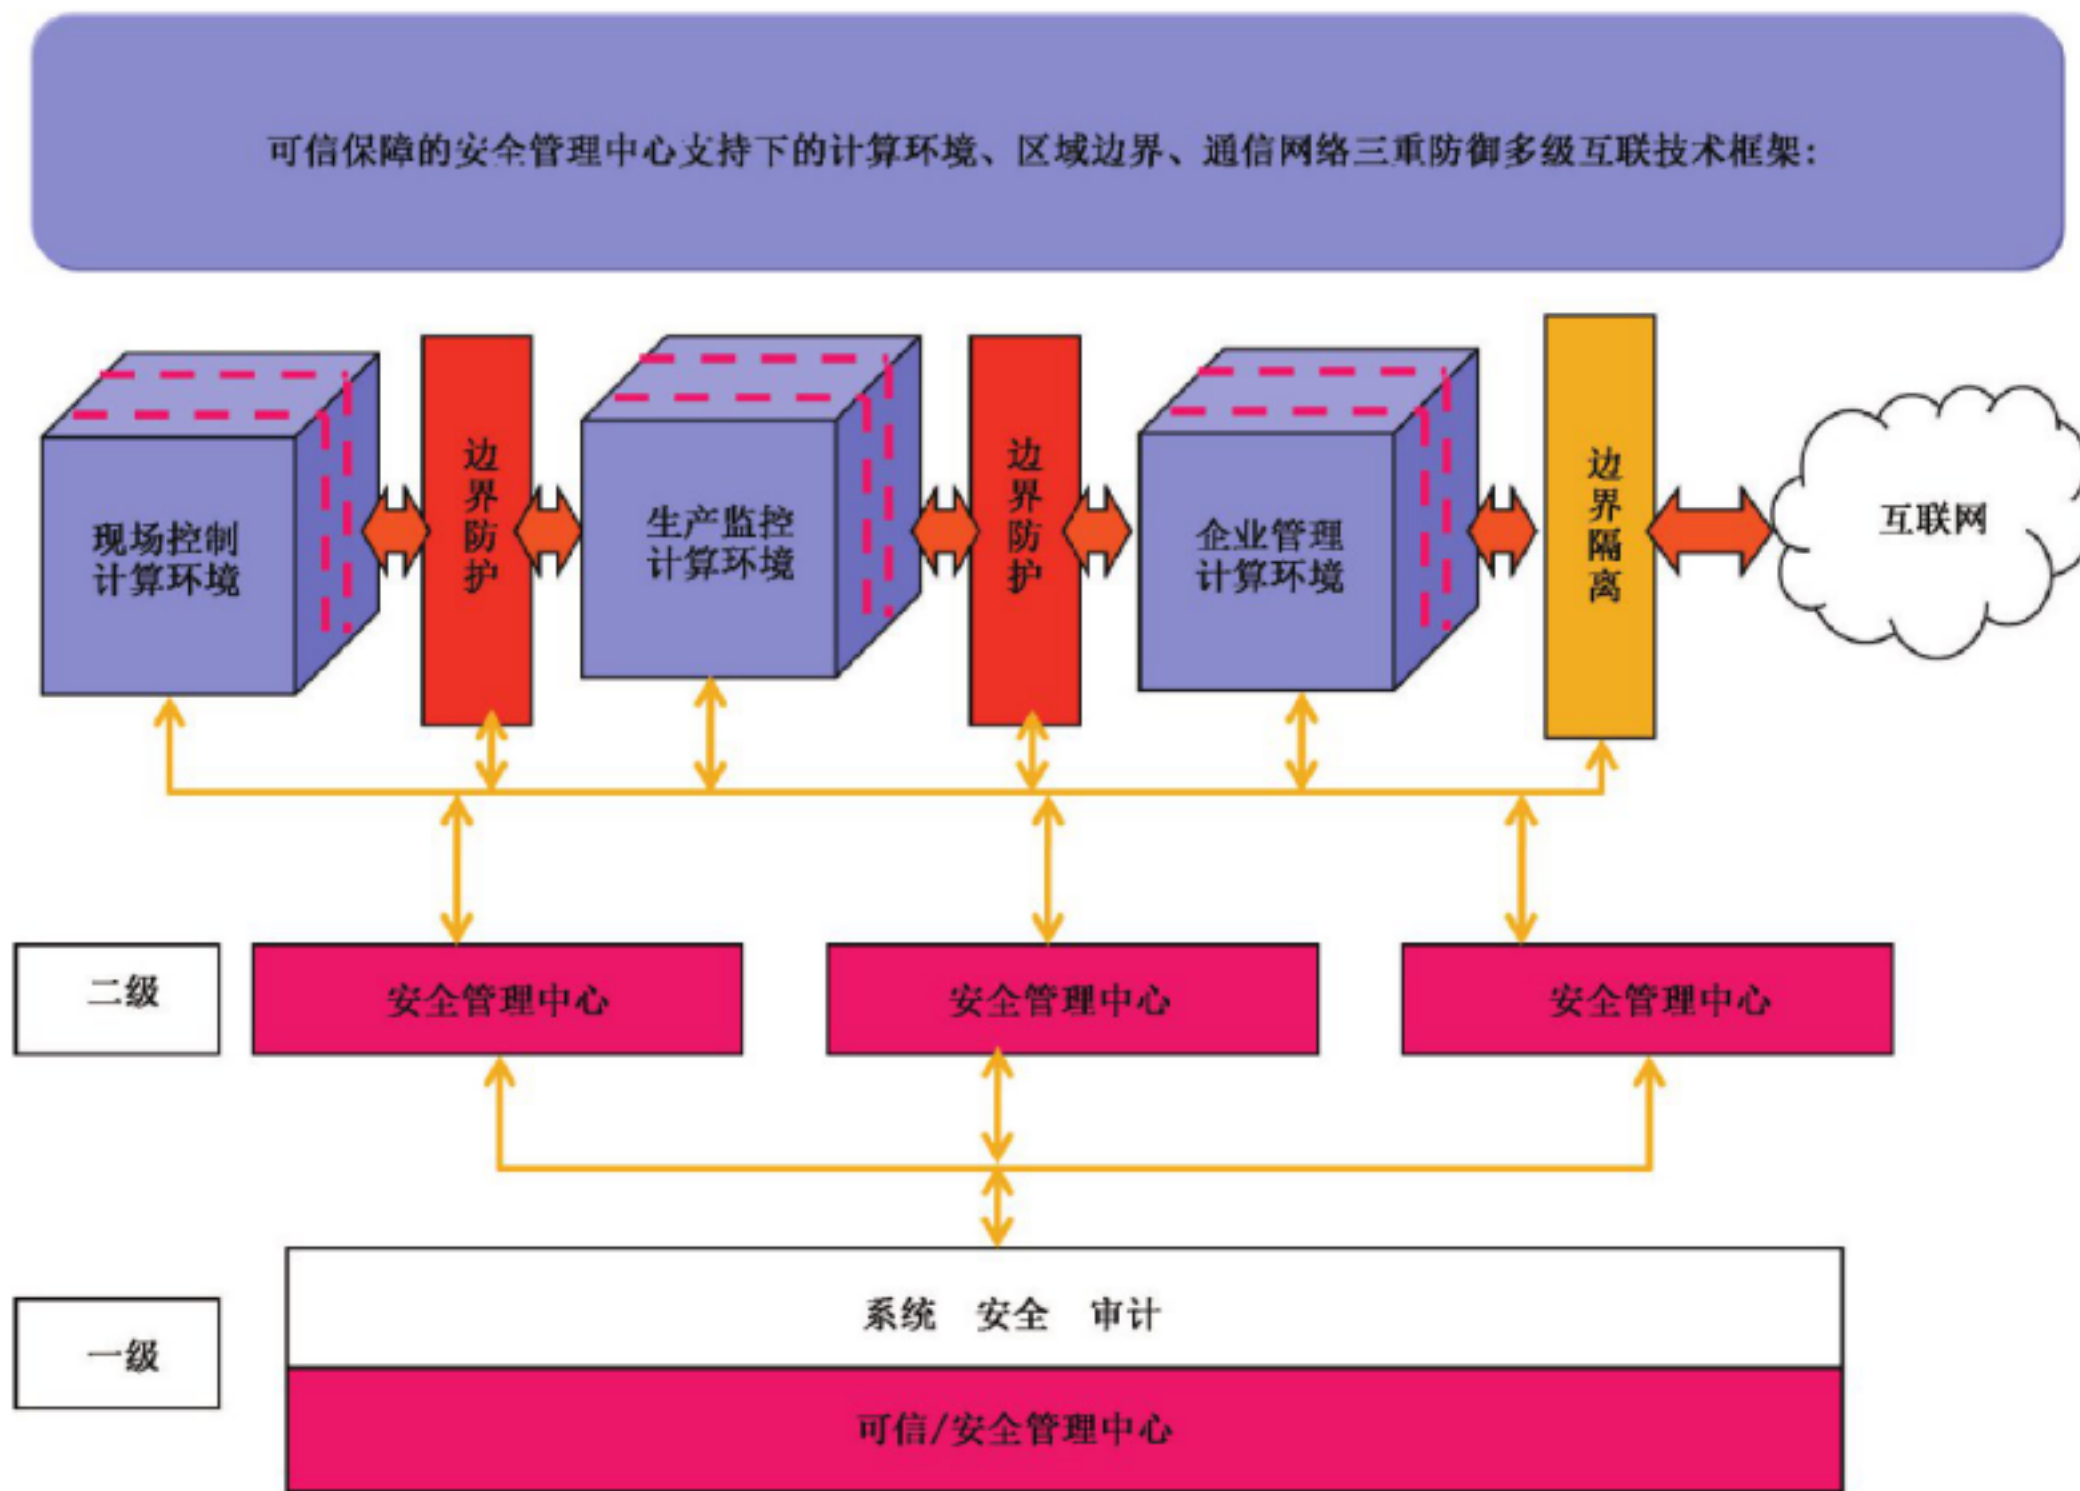 可信保障的安全管理中心支持下的计算环境、区域边界、通信网络三重防御多级互联技术框架:
现场控制
计算环境
边界防护
生产监控
计算环境
边界防护
企业管理
计算环境
边界隔离
互联网
二级
安全管理中心
安全管理中心
安全管理中心
一级
系统 安全 审计
可信/安全管理中心